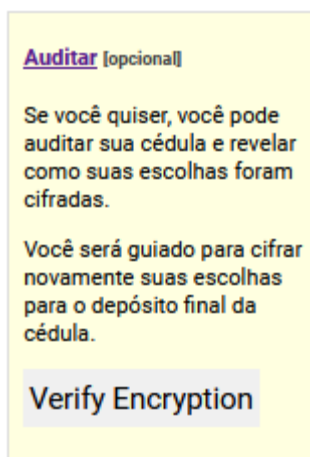 Auditar [opcional]
Se você quiser, você pode
auditar sua cédula e revelar
como suas escolhas foram
cifradas.
Você será guiado para cifrar
novamente suas escolhas
para o depósito final da
cédula.
Verify Encryption